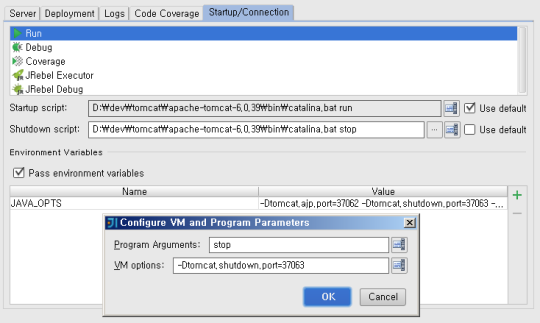 Server Deployment Logs Code Coverage Startup/Connection
Run
Debug
Coverage
JRebel Executor
JRebel Debug
Startup script: D:₩dev₩tomcat₩apache-tomcat-6.0.39₩bin₩catalina.bat run Use default
Shutdown script: D:₩dev₩tomcat₩apache-tomcat-6.0.39₩bin₩catalina.bat stop ... Use default
Environment Variables
Pass environment variables
Name Value
JAVA_OPTS -Dtomcat.ajp.port=37062 -Dtomcat.shutdown.port=37063 -...
Configure VM and Program Parameters
Program Arguments: stop
VM options: -Dtomcat.shutdown.port=37063
OK Cancel